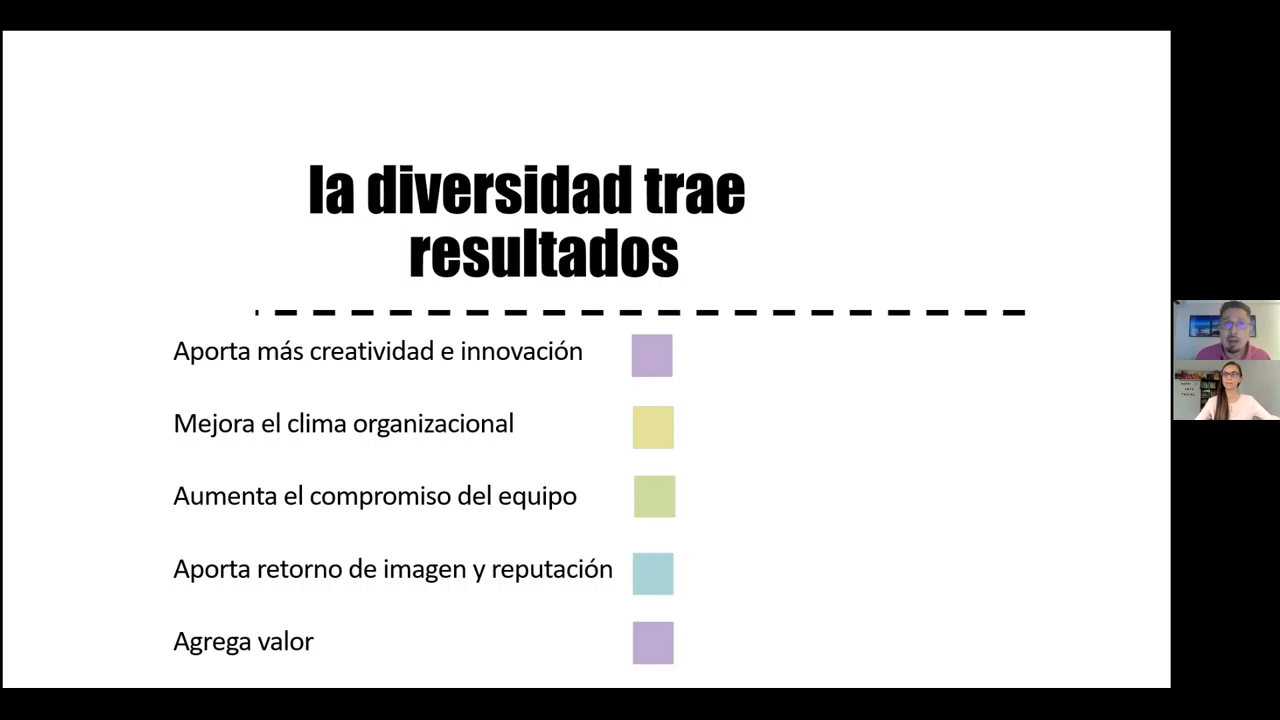 la diversidad trae
resultados
Aporta más creatividad e innovación
Mejora el clima organizacional
Aumenta el compromiso del equipo
Aporta retorno de imagen y reputación
Agrega valor